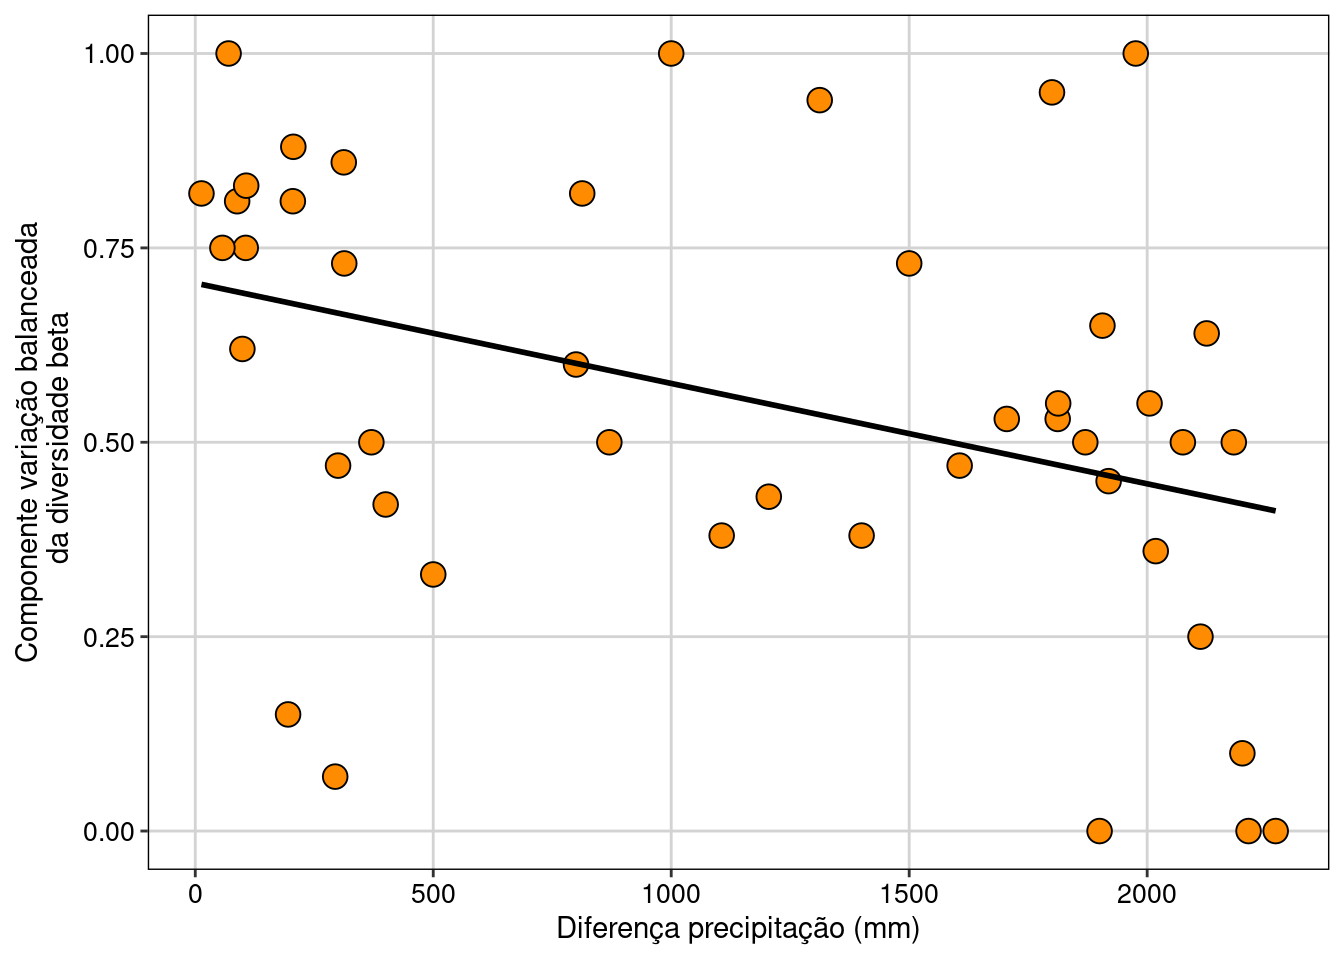 Componente variação balanceada
da diversidade beta
1.00
0.75
0.50
0.25
0.00
0 500 1000 1500 2000
Diferença precipitação (mm)